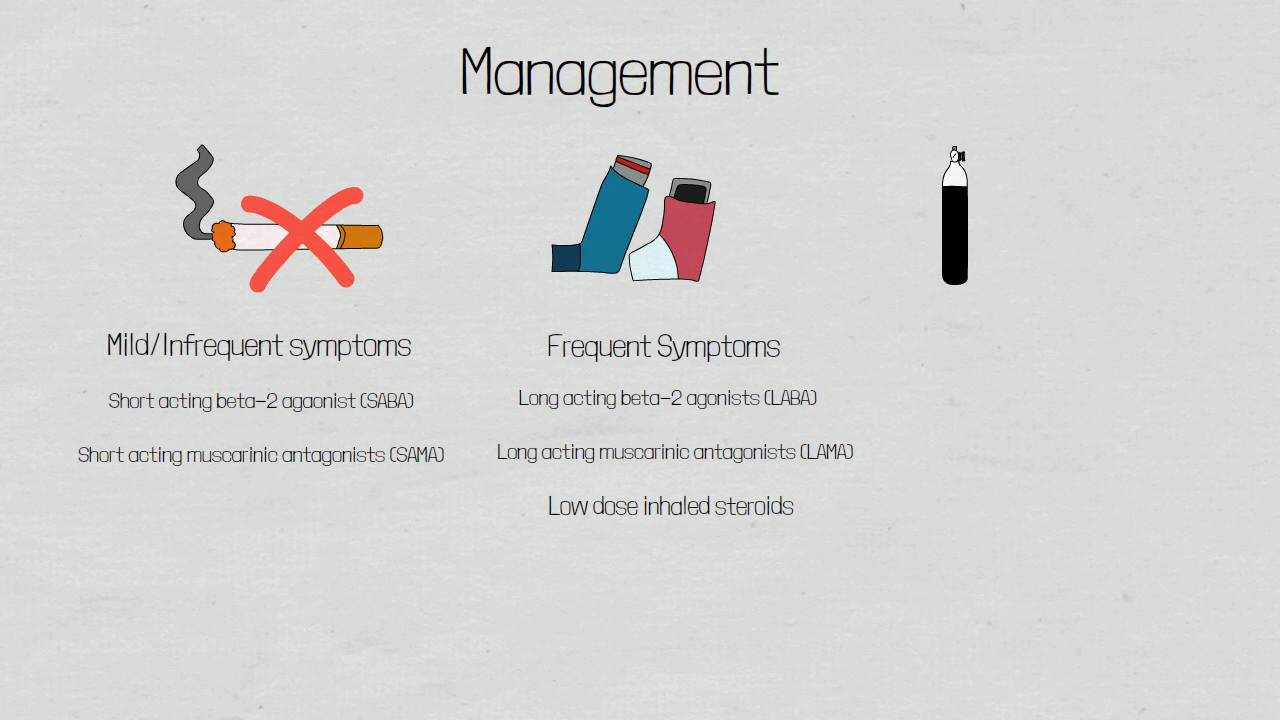 Management
Mild/Infrequent symptoms
Short acting beta-2 agaonist (SABA)
Short acting muscarinic antagonists (SAMA)
Frequent Symptoms
Long acting beta-2 agonists (LABA)
Long acting muscarinic antagonists (LAMA)
Low dose inhaled steroids